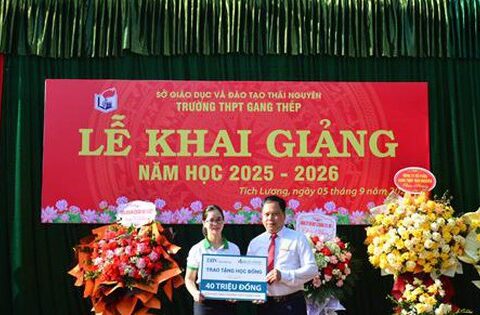 SỞ GIÁO DỤC VÀ ĐÀO TẠO THÁI NGUYÊN
TRƯỜNG THPT GANG THÉP
LỄ KHAI GIẢNG
NĂM HỌC 2025 - 2026
Tích Lương, ngày 05 tháng 9 năm
TRAO TẶNG HỌC BỔNG
40 TRIỆU ĐỒNG